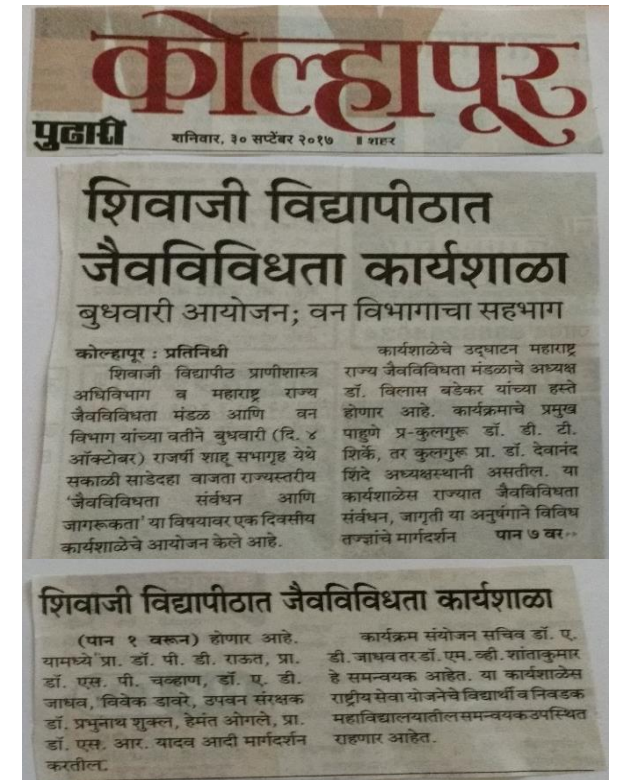 कोल्हापूर
पुढारी
शनिवार, ३० सप्टेंबर २०१७ ॥ शहर
शिवाजी विद्यापीठात
जैवविविधता कार्यशाळा
बुधवारी आयोजन; वन विभागाचा सहभाग
कोल्हापूर : प्रतिनिधी
शिवाजी विद्यापीठ प्राणीशास्त्र
अधिविभाग व महाराष्ट्र राज्य
जैवविविधता मंडळ आणि वन
विभाग यांच्या वतीने बुधवारी (दि. ४
ऑक्टोबर) राजर्षी शाहू सभागृह येथे
सकाळी साडेदहा वाजता राज्यस्तरीय
'जैवविविधता संर्वधन आणि
जागरूकता' या विषयावर एक दिवसीय
कार्यशाळेचे आयोजन केले आहे.
कार्यशाळेचे उद्घाटन महाराष्ट्र
राज्य जैवविविधता मंडळाचे अध्यक्ष
डॉ. विलास बडेकर यांच्या हस्ते
होणार आहे. कार्यक्रमाचे प्रमुख
पाहुणे प्र-कुलगुरू डॉ. डी. टी.
शिर्के, तर कुलगुरू प्रा. डॉ. देवानंद
शिंदे अध्यक्षस्थानी असतील. या
कार्यशाळेस राज्यात जैवविविधता
संर्वधन, जागृती या अनुषंगाने विविध
तज्ज्ञांचे मार्गदर्शन पान ७ वर··
शिवाजी विद्यापीठात जैवविविधता कार्यशाळा
(पान १ वरून) होणार आहे.
यामध्ये प्रा. डॉ. पी. डी. राऊत, प्रा.
डॉ. एस. पी. चव्हाण, डॉ. ए. डी.
जाधव, विवेक डावरे, उपवन संरक्षक
डॉ. प्रभुनाथ शुक्ल, हेमंत ओगले, प्रा.
डॉ. एस. आर. यादव आदी मार्गदर्शन
करतील.
कार्यक्रम संयोजन सचिव डॉ. ए.
डी. जाधव तर डॉ. एम. व्ही. शांताकुमार
हे समन्वयक आहेत. या कार्यशाळेस
राष्ट्रीय सेवा योजनेचे विद्यार्थी व निवडक
महाविद्यालयातील समन्वयक उपस्थित
राहणार आहेत.